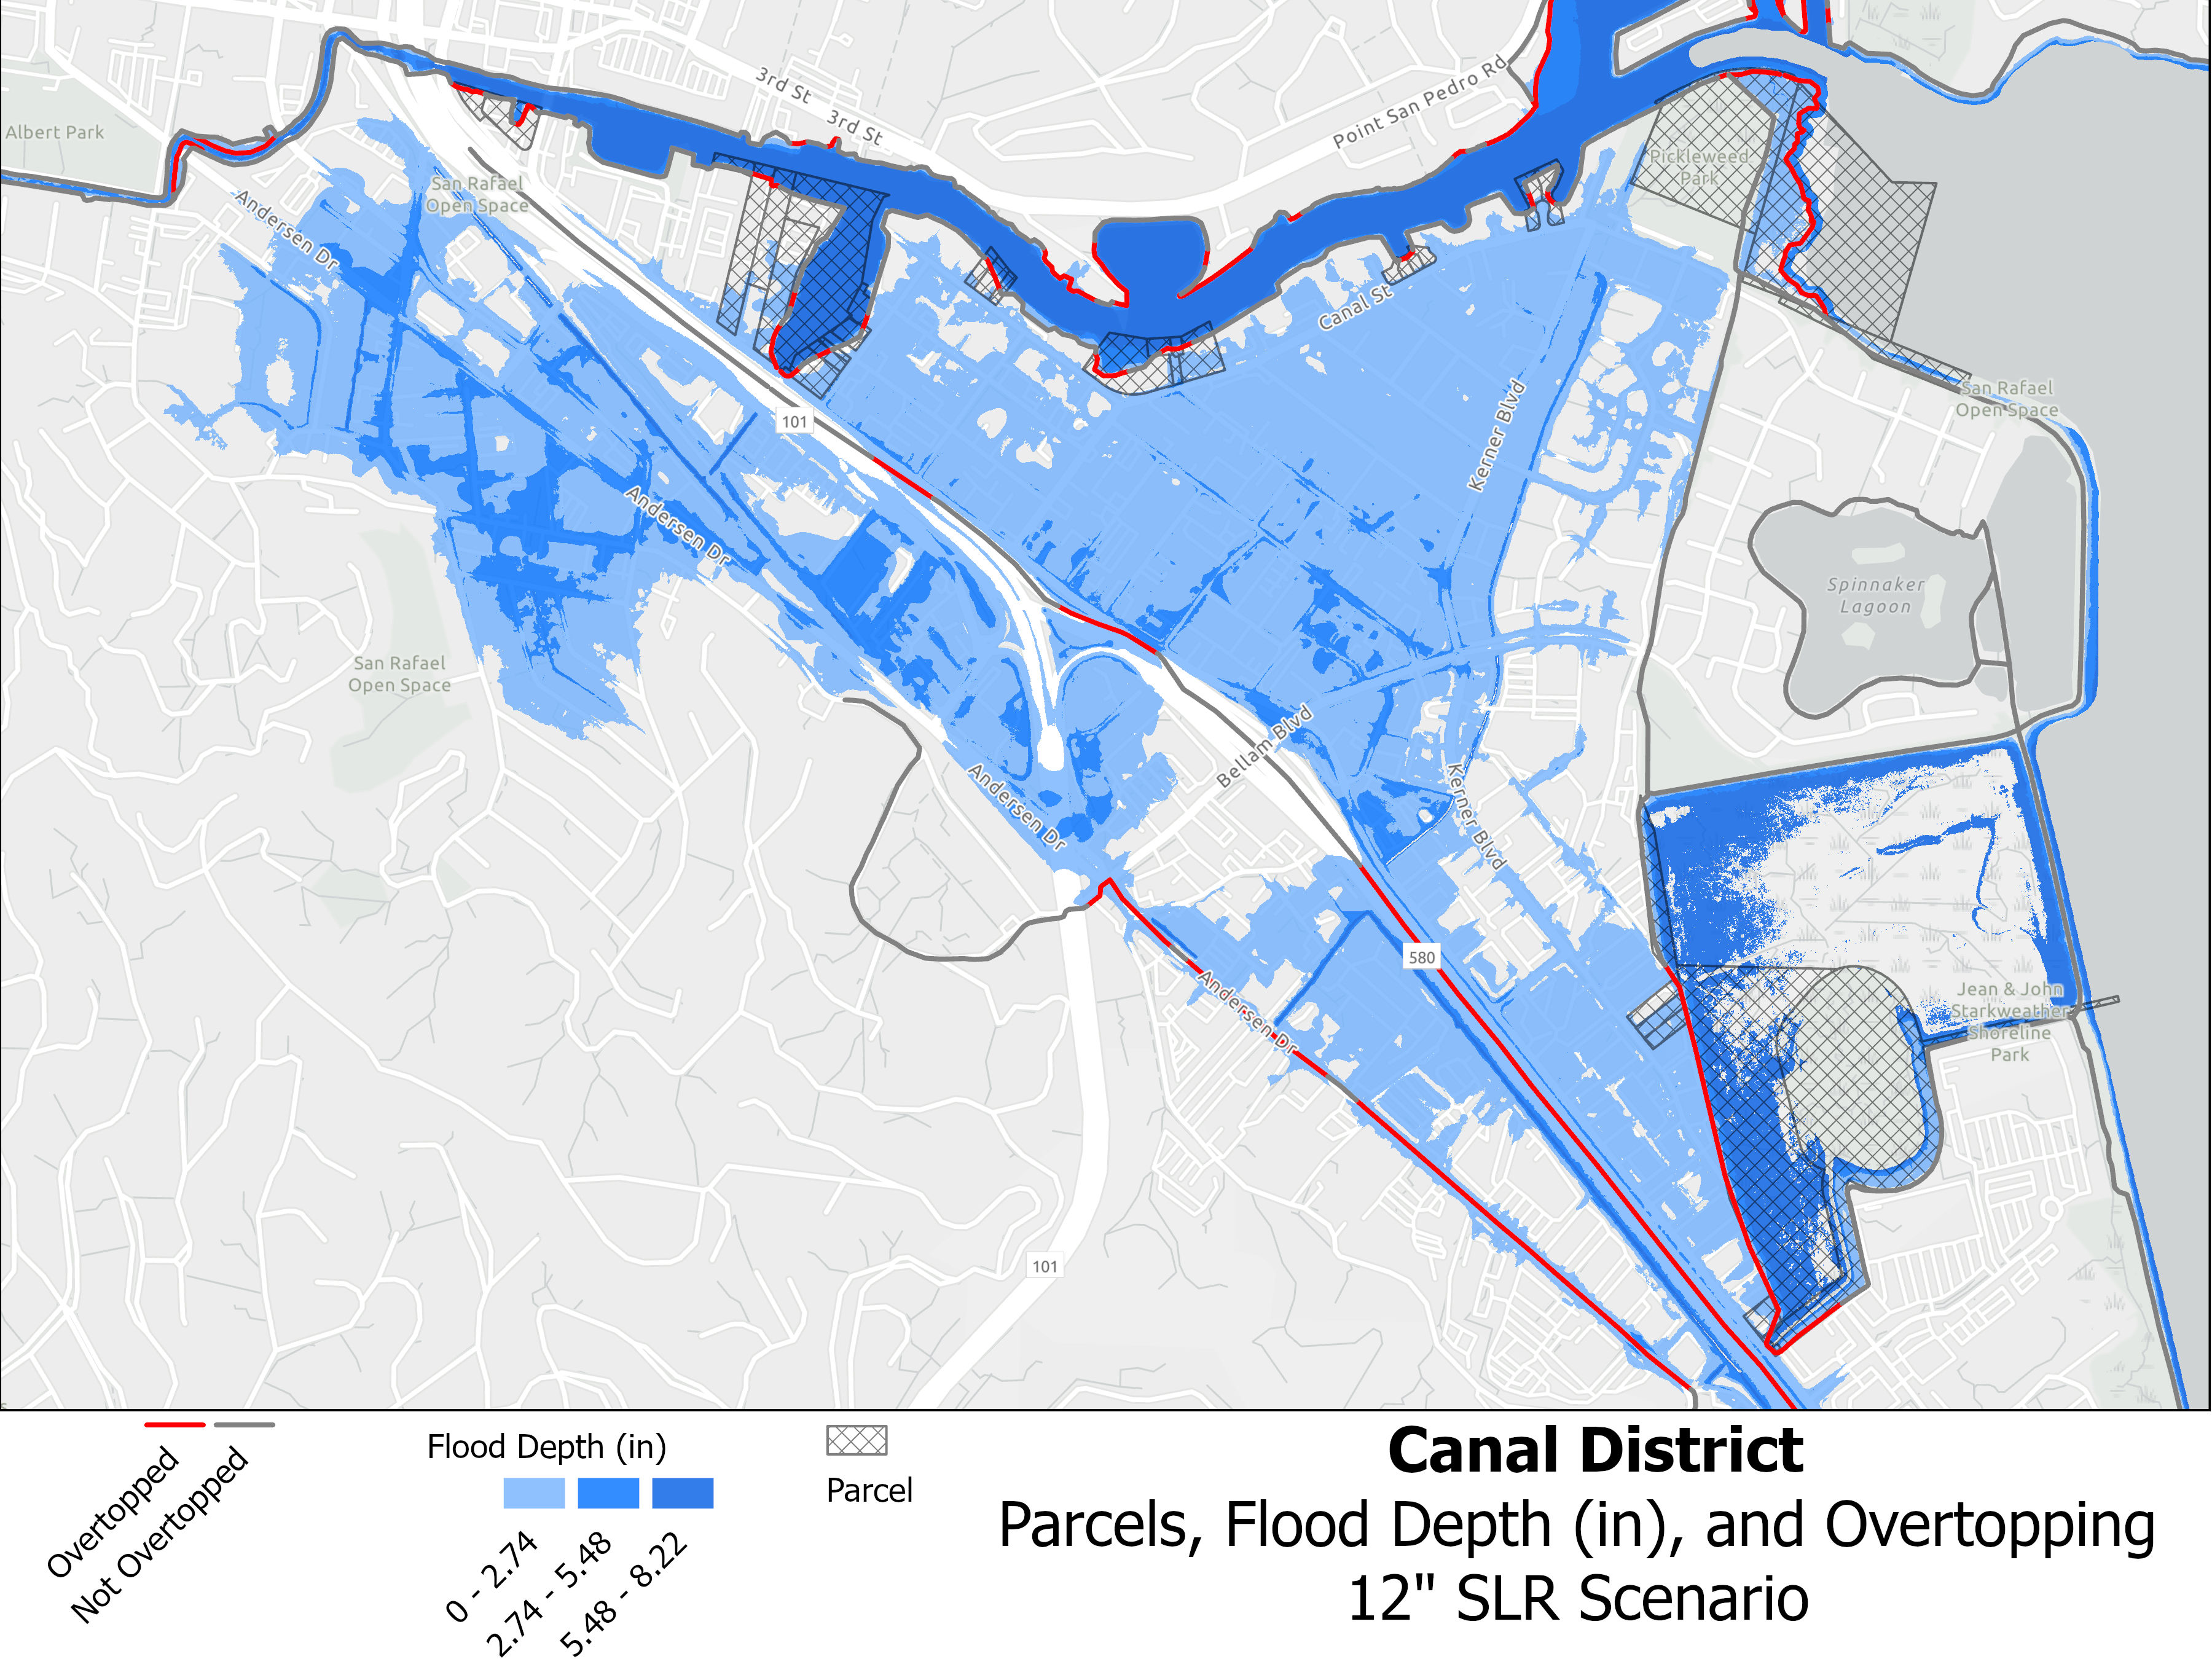 3rd St
3rd St
Point San Pedro Rd
Albert Park
Pickleweed
Park
San Rafael
Open Space
Andersen Dr
Canal St
San Rafael
Open Space
101
Kerner Blvd
Andersen Dr
Spinnaker
Lagoon
San Rafael
Open Space
Bellam Blvd
Andersen Dr
Kerner Blvd
580
Andersen Dr
Jean & John
Starkweather
Shoreline
Park
101
Overtopped
Not Overtopped
Flood Depth (in)
0 - 2.74
2.74 - 5.48
5.48 - 8.22
Parcel
Canal District
Parcels, Flood Depth (in), and Overtopping
12" SLR Scenario